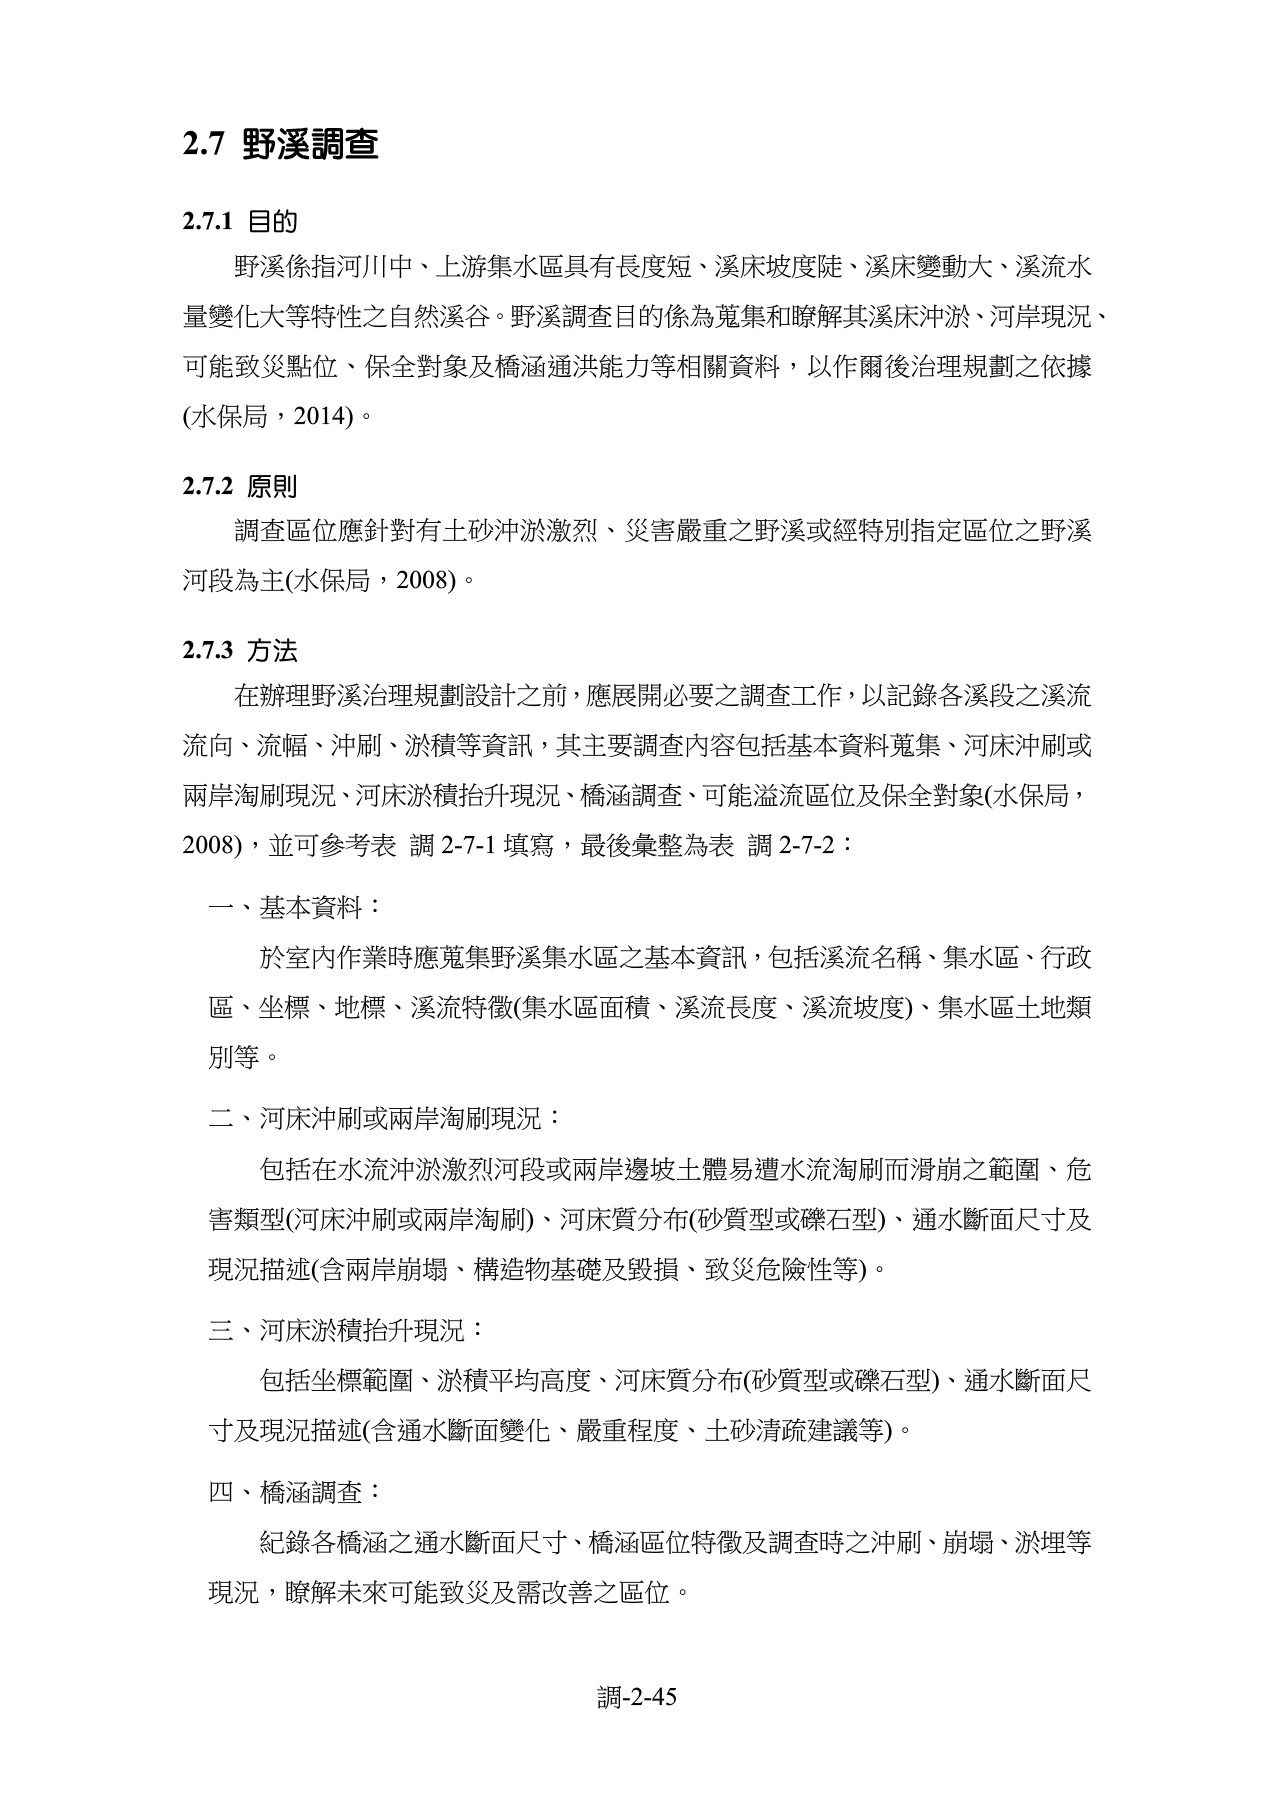 2.7 野溪調查
2.7.1 目的
野溪係指河川中、上游集水區具有長度短、溪床坡度陡、溪床變動大、溪流水
量變化大等特性之自然溪谷。野溪調查目的係為蒐集和瞭解其溪床沖淤、河岸現況、
可能致災點位、保全對象及橋涵通洪能力等相關資料，以作爾後治理規劃之依據
(水保局，2014)。
2.7.2 原則
調查區位應針對有土砂沖淤激烈、災害嚴重之野溪或經特別指定區位之野溪
河段為主(水保局，2008)。
2.7.3 方法
在辦理野溪治理規劃設計之前，應展開必要之調查工作，以記錄各溪段之溪流
流向、流幅、沖刷、淤積等資訊，其主要調查內容包括基本資料蒐集、河床沖刷或
兩岸淘刷現況、河床淤積抬升現況、橋涵調查、可能溢流區位及保全對象(水保局，
2008)，並可參考表 調 2-7-1 填寫，最後彙整為表 調 2-7-2：
一、基本資料：
於室內作業時應蒐集野溪集水區之基本資訊，包括溪流名稱、集水區、行政
區、坐標、地標、溪流特徵(集水區面積、溪流長度、溪流坡度)、集水區土地類
別等。
二、河床沖刷或兩岸淘刷現況：
包括在水流沖淤激烈河段或兩岸邊坡土體易遭水流淘刷而滑崩之範圍、危
害類型(河床沖刷或兩岸淘刷)、河床質分布(砂質型或礫石型)、通水斷面尺寸及
現況描述(含兩岸崩塌、構造物基礎及毀損、致災危險性等)。
三、河床淤積抬升現況：
包括坐標範圍、淤積平均高度、河床質分布(砂質型或礫石型)、通水斷面尺
寸及現況描述(含通水斷面變化、嚴重程度、土砂清疏建議等)。
四、橋涵調查：
紀錄各橋涵之通水斷面尺寸、橋涵區位特徵及調查時之沖刷、崩塌、淤埋等
現況，瞭解未來可能致災及需改善之區位。
調-2-45